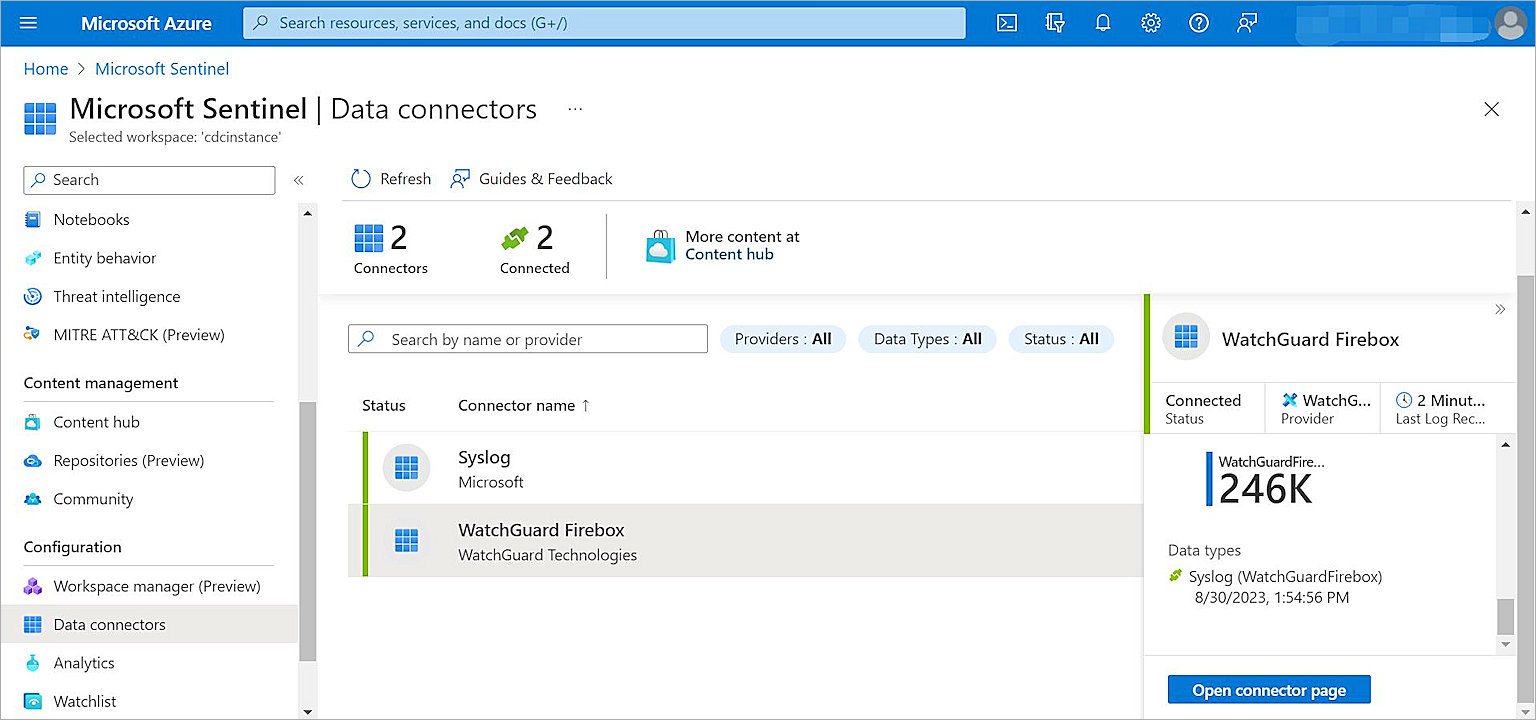 Microsoft Azure
Search resources, services, and docs (G+/)
Home > Microsoft Sentinel
Microsoft Sentinel | Data connectors ...
Selected workspace: 'cdcinstance'
Search
«
Notebooks
Entity behavior
Threat intelligence
MITRE ATT&CK (Preview)
Content management
Content hub
Repositories (Preview)
Community
Configuration
Workspace manager (Preview)
Data connectors
Analytics
Watchlist
Refresh
Guides & Feedback
2
Connectors
2
Connected
More content at
Content hub
Search by name or provider
Providers : All
Data Types : All
Status : All
Status
Connector name ↑
Syslog
Microsoft
WatchGuard Firebox
WatchGuard Technologies
»
WatchGuard Firebox
Connected
Status
WatchG...
Provider
2 Minut...
Last Log Rec...
WatchGuardFire...
246K
Data types
Syslog (WatchGuardFirebox)
8/30/2023, 1:54:56 PM
Open connector page